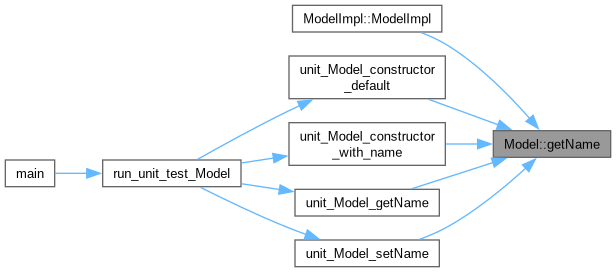 ModelImpl::ModelImpl
unit_Model_constructor
_default
unit_Model_constructor
_with_name
Model::getName
main
run_unit_test_Model
unit_Model_getName
unit_Model_setName